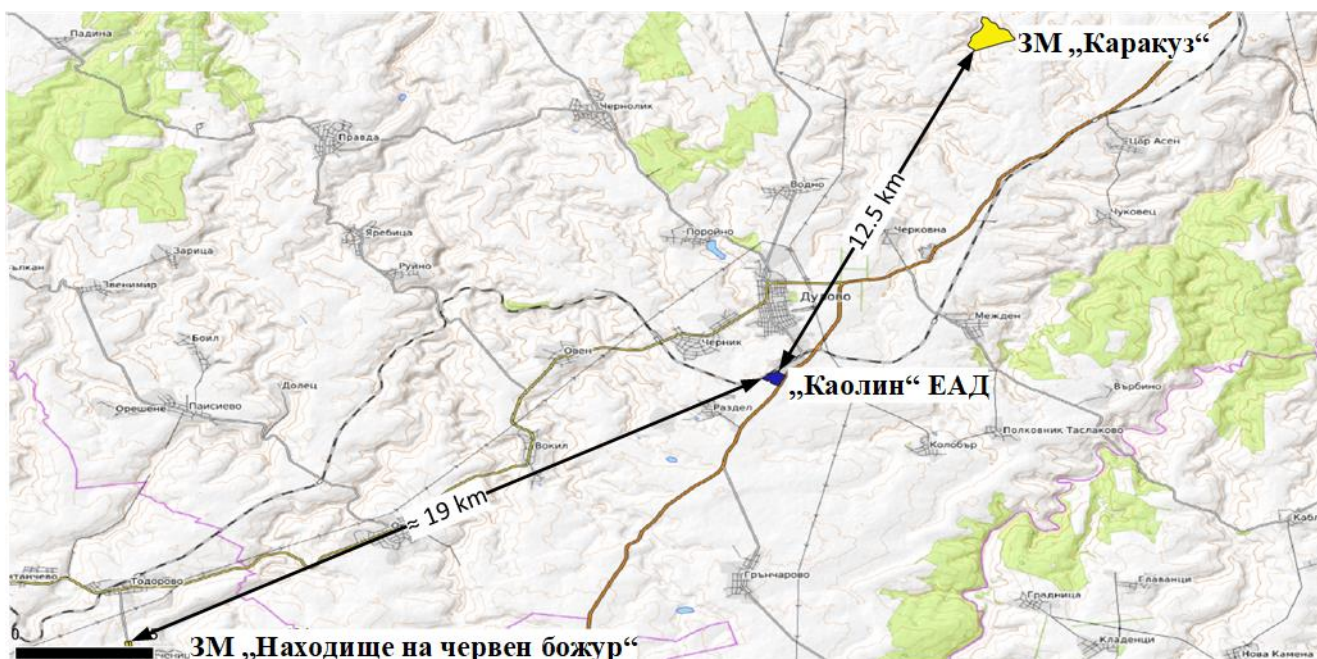 Падина
ЗМ „Каракуз“
Чернолик
Правда
Цар Асен
Водно
12.5 km
Чуковец
Яребица
Поройно
Черковна
Зарица
Руйно
Звенимир
Дулово
Межден
Боил
Овен
Черник
„Каолин“ ЕАД
Долец
Върбино
Орешене
Паисиево
Раздел
Вокил
Колобър
Полковник Таслаково
≈ 19 km
Тодорово
Грънчарово
Главанци
Градница
Кладенци
ЗМ „Находище на червен божур“
Нова Камена